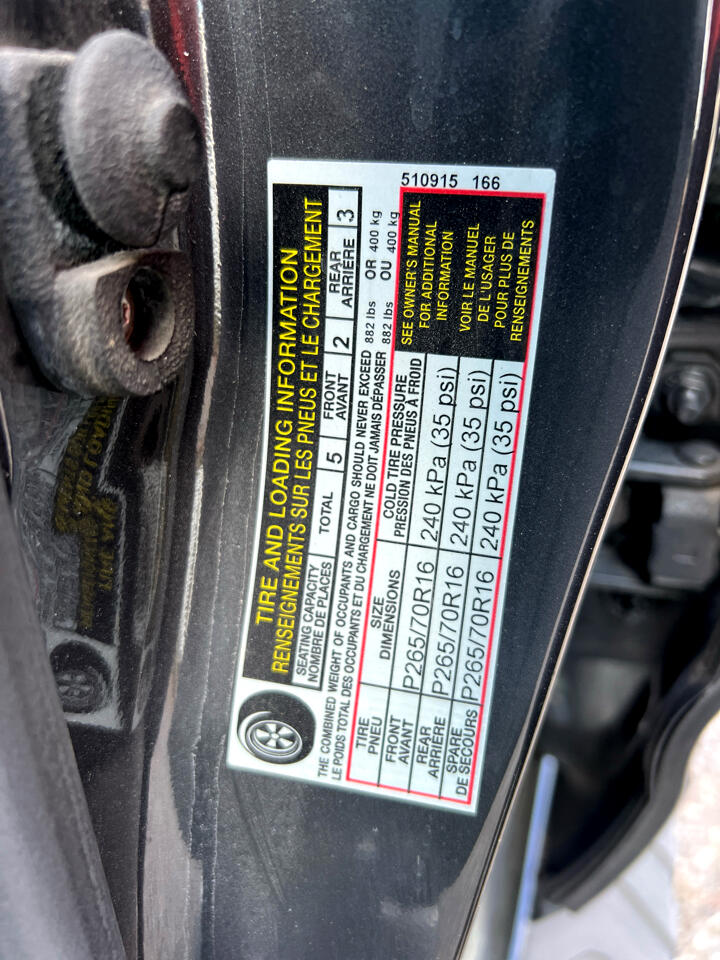 TIRE AND LOADING INFORMATION
RENSEIGNEMENTS SUR LES PNEUS ET LE CHARGEMENT
SEATING CAPACITY
NOMBRE DE PLACES
TOTAL 5
FRONT
AVANT
2
REAR
ARRIÈRE
3
THE COMBINED WEIGHT OF OCCUPANTS AND CARGO SHOULD NEVER EXCEED 882 lbs OR 400 kg
LE POIDS TOTAL DES OCCUPANTS ET DU CHARGEMENT NE DOIT JAMAIS DÉPASSER 882 lbs OU 400 kg
TIRE
PNEU
SIZE
DIMENSIONS
COLD TIRE PRESSURE
PRESSION DES PNEUS À FROID
FRONT
AVANT
P265/70R16
240 kPa (35 psi)
REAR
ARRIÈRE
P265/70R16
240 kPa (35 psi)
SPARE
DE SECOURS
P265/70R16
240 kPa (35 psi)
SEE OWNER'S MANUAL
FOR ADDITIONAL
INFORMATION
VOIR LE MANUEL
DE L'USAGER
POUR PLUS DE
RENSEIGNEMENTS
510915 166